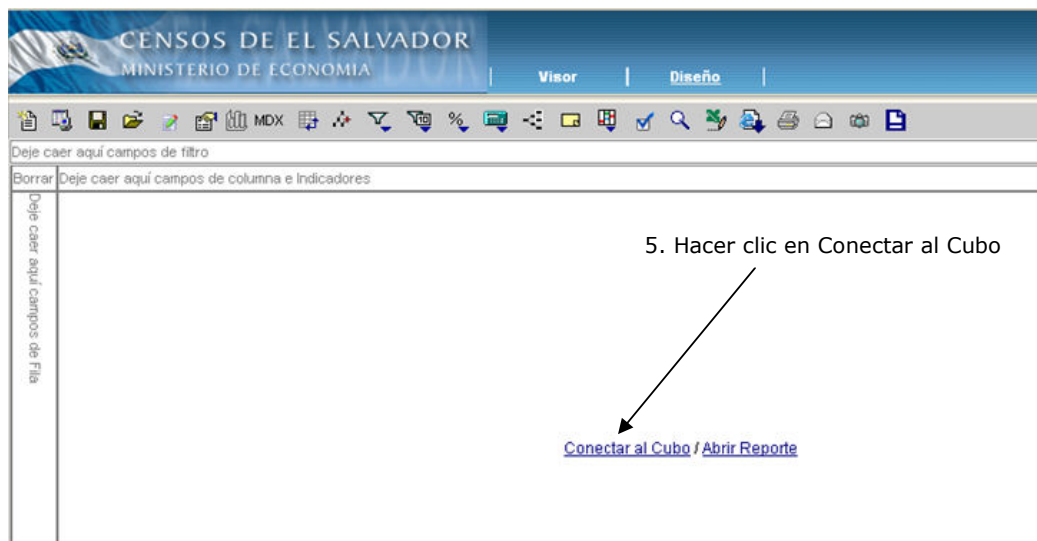 CENSOS DE EL SALVADOR
MINISTERIO DE ECONOMIA
| Visor | Diseño |
MDX %
Deje caer aquí campos de filtro
Borrar Deje caer aquí campos de columna e Indicadores
Deje caer aquí campos de Fila
5. Hacer clic en Conectar al Cubo
Conectar al Cubo / Abrir Reporte